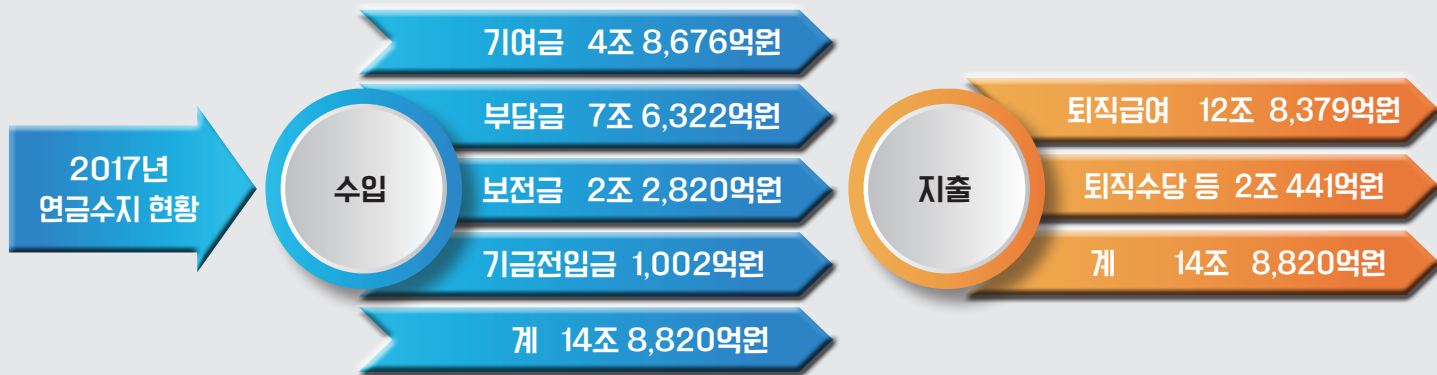 2017년
연금수지 현황
수입
기여금 4조 8,676억원
부담금 7조 6,322억원
보전금 2조 2,820억원
기금전입금 1,002억원
계 14조 8,820억원
지출
퇴직급여 12조 8,379억원
퇴직수당 등 2조 441억원
계 14조 8,820억원